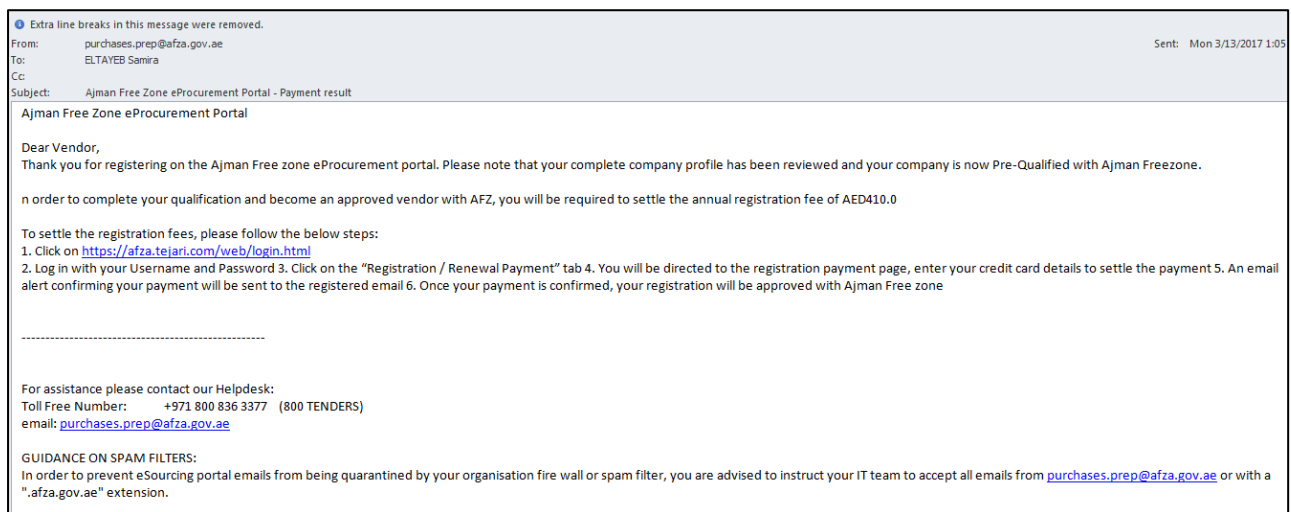 Extra line breaks in this message were removed.
From: purchases.prep@afza.gov.ae Sent: Mon 3/13/2017 1:05
To: ELTAYEB Samira
Cc:
Subject: Ajman Free Zone eProcurement Portal - Payment result
Ajman Free Zone eProcurement Portal
Dear Vendor,
Thank you for registering on the Ajman Free zone eProcurement portal. Please note that your complete company profile has been reviewed and your company is now Pre-Qualified with Ajman Freezone.
n order to complete your qualification and become an approved vendor with AFZ, you will be required to settle the annual registration fee of AED410.0
To settle the registration fees, please follow the below steps:
1. Click on https://afza.tejari.com/web/login.html
2. Log in with your Username and Password 3. Click on the “Registration / Renewal Payment” tab 4. You will be directed to the registration payment page, enter your credit card details to settle the payment 5. An email
alert confirming your payment will be sent to the registered email 6. Once your payment is confirmed, your registration will be approved with Ajman Free zone
--------------------------------------------------
For assistance please contact our Helpdesk:
Toll Free Number: +971 800 836 3377 (800 TENDERS)
email: purchases.prep@afza.gov.ae
GUIDANCE ON SPAM FILTERS:
In order to prevent eSourcing portal emails from being quarantined by your organisation fire wall or spam filter, you are advised to instruct your IT team to accept all emails from purchases.prep@afza.gov.ae or with a
".afza.gov.ae" extension.